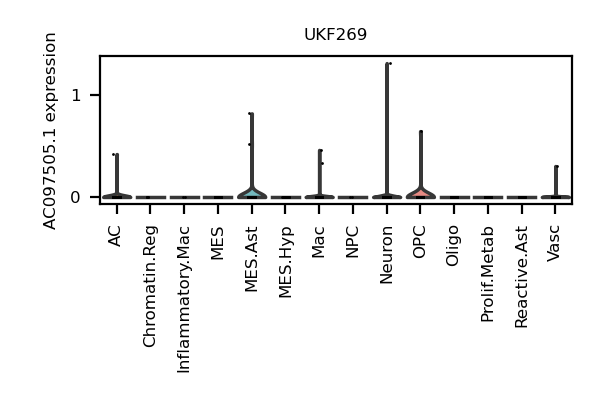 UKF269
AC097505.1 expression
1
0
AC
Chromatin.Reg
Inflammatory.Mac
MES
MES.Ast
MES.Hyp
Mac
NPC
Neuron
OPC
Oligo
Prolif.Metab
Reactive.Ast
Vasc